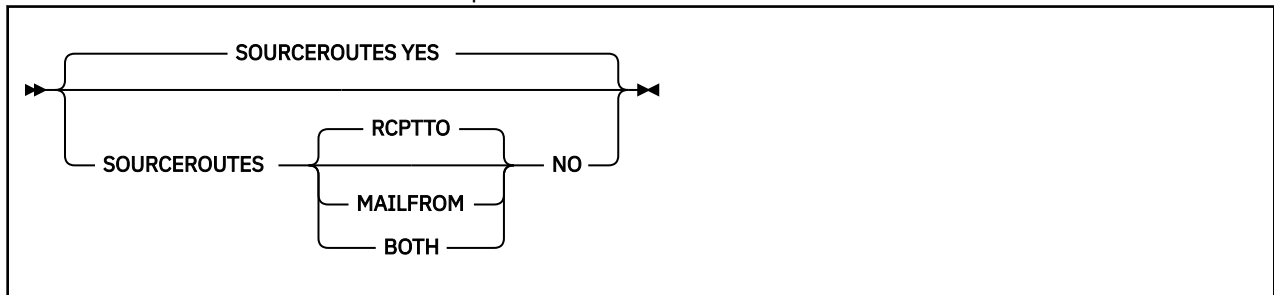 SOURCEROUTES YES
RCPTTO
SOURCEROUTES NO
MAILFROM
BOTH